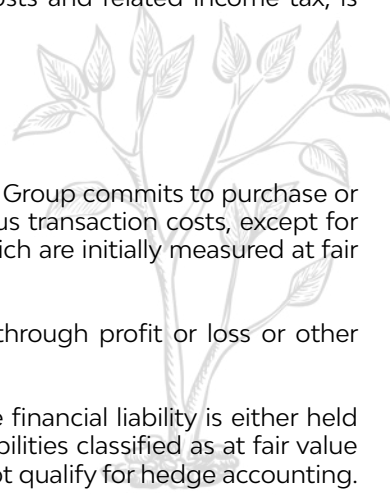 osts and related income tax, is
Group commits to purchase or
us transaction costs, except for
ich are initially measured at fair
through profit or loss or other
e financial liability is either held
bilities classified as at fair value
ot qualify for hedge accounting.